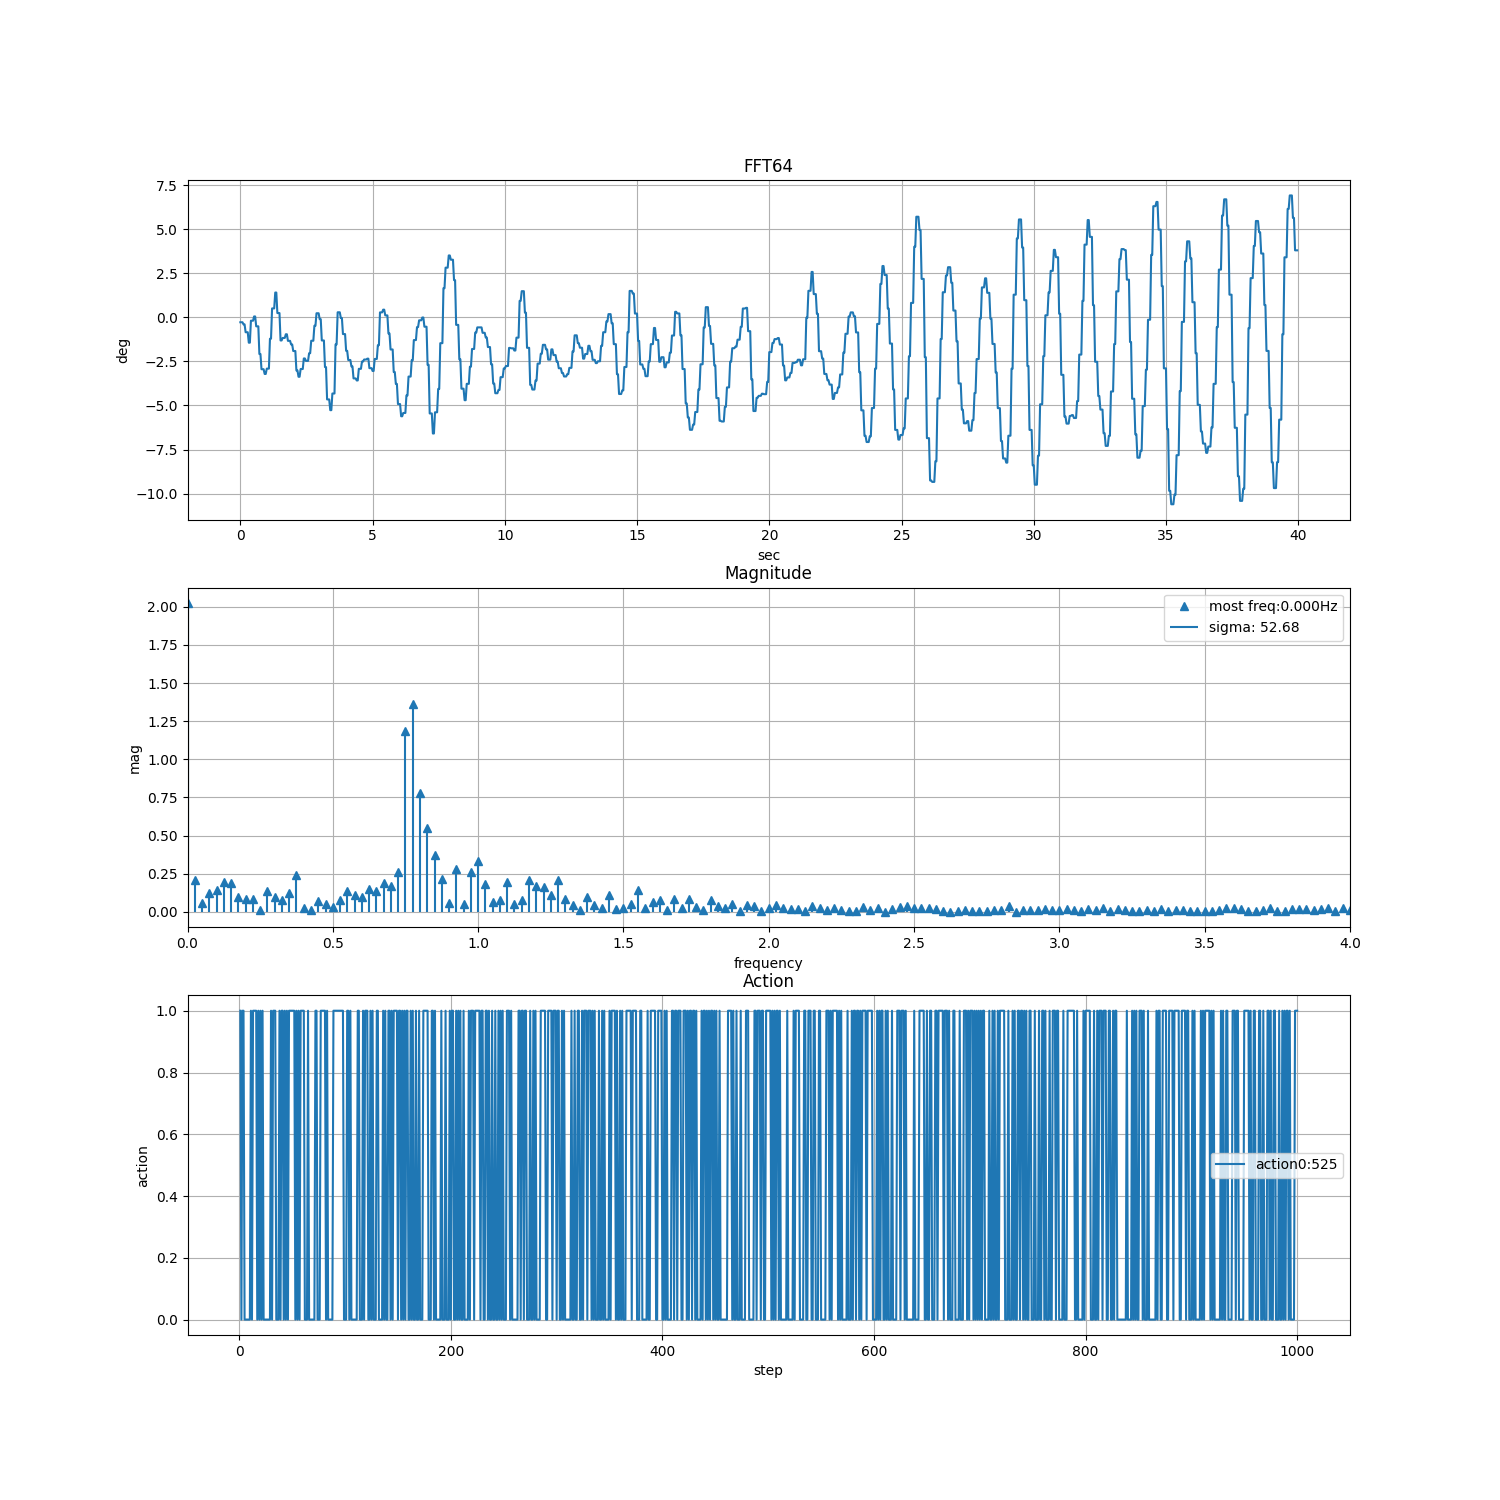 FFT64
7.5
5.0
2.5
0.0
−2.5
−5.0
−7.5
−10.0
deg
0 5 10 15 20 25 30 35 40
sec
Magnitude
2.00
1.75
1.50
1.25
1.00
0.75
0.50
0.25
0.00
mag
most freq:0.000Hz
sigma: 52.68
0.0 0.5 1.0 1.5 2.0 2.5 3.0 3.5 4.0
frequency
Action
1.0
0.8
0.6
0.4
0.2
0.0
action
action0:525
0 200 400 600 800 1000
step